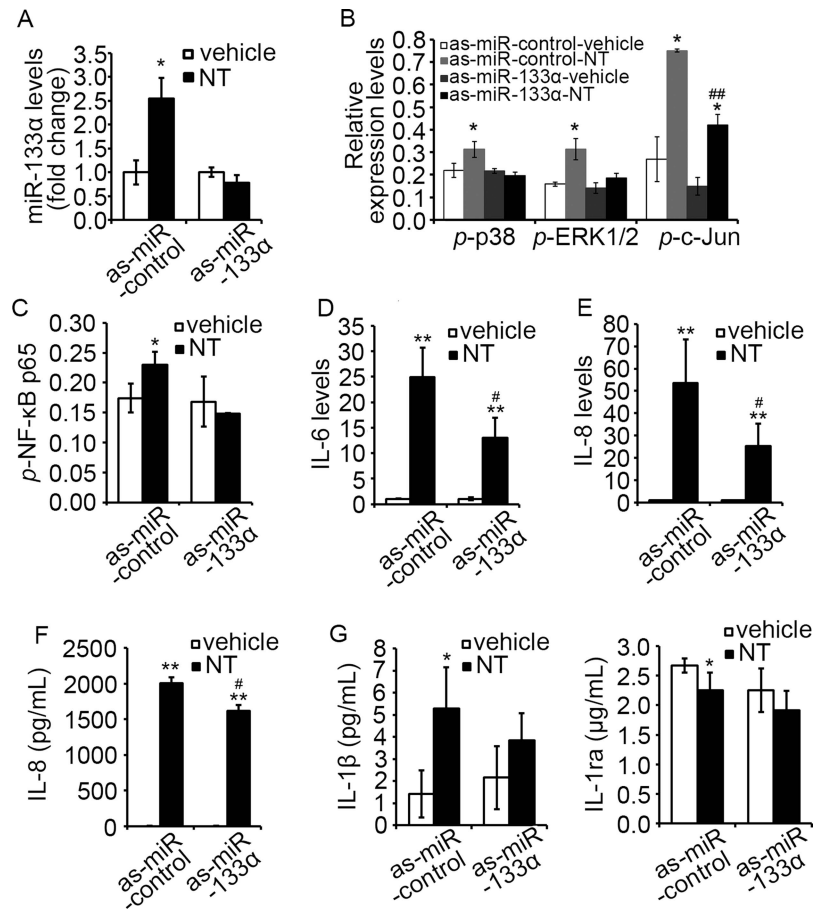 A
vehicle
NT
miR-133α levels
(fold change)
3.5
3.0
2.5
2.0
1.5
1.0
0.5
0.0
*
as-miR
-control
as-miR
-133α
B
as-miR-control-vehicle
as-miR-control-NT
as-miR-133α-vehicle
as-miR-133α-NT
Relative
expression levels
0.8
0.7
0.6
0.5
0.4
0.3
0.2
0.1
0.0
*
*
*
##
*
p-p38
p-ERK1/2
p-c-Jun
C
vehicle
NT
p-NF-κB p65
0.30
0.25
0.20
0.15
0.10
0.05
0.00
*
as-miR
-control
as-miR
-133α
D
vehicle
NT
IL-6 levels
35
30
25
20
15
10
5
0
**
#
**
as-miR
-control
as-miR
-133α
E
vehicle
NT
IL-8 levels
80
70
60
50
40
30
20
10
0
**
#
**
as-miR
-control
as-miR
-133α
F
vehicle
NT
IL-8 (pg/mL)
2500
2000
1500
1000
500
0
**
#
**
as-miR
-control
as-miR
-133α
G
vehicle
NT
IL-1β (pg/mL)
8
7
6
5
4
3
2
1
0
*
as-miR
-control
as-miR
-133α
vehicle
NT
IL-1ra (µg/mL)
3.0
2.5
2.0
1.5
2.0
2.5
0.0
*
as-miR
-control
as-miR
-133α